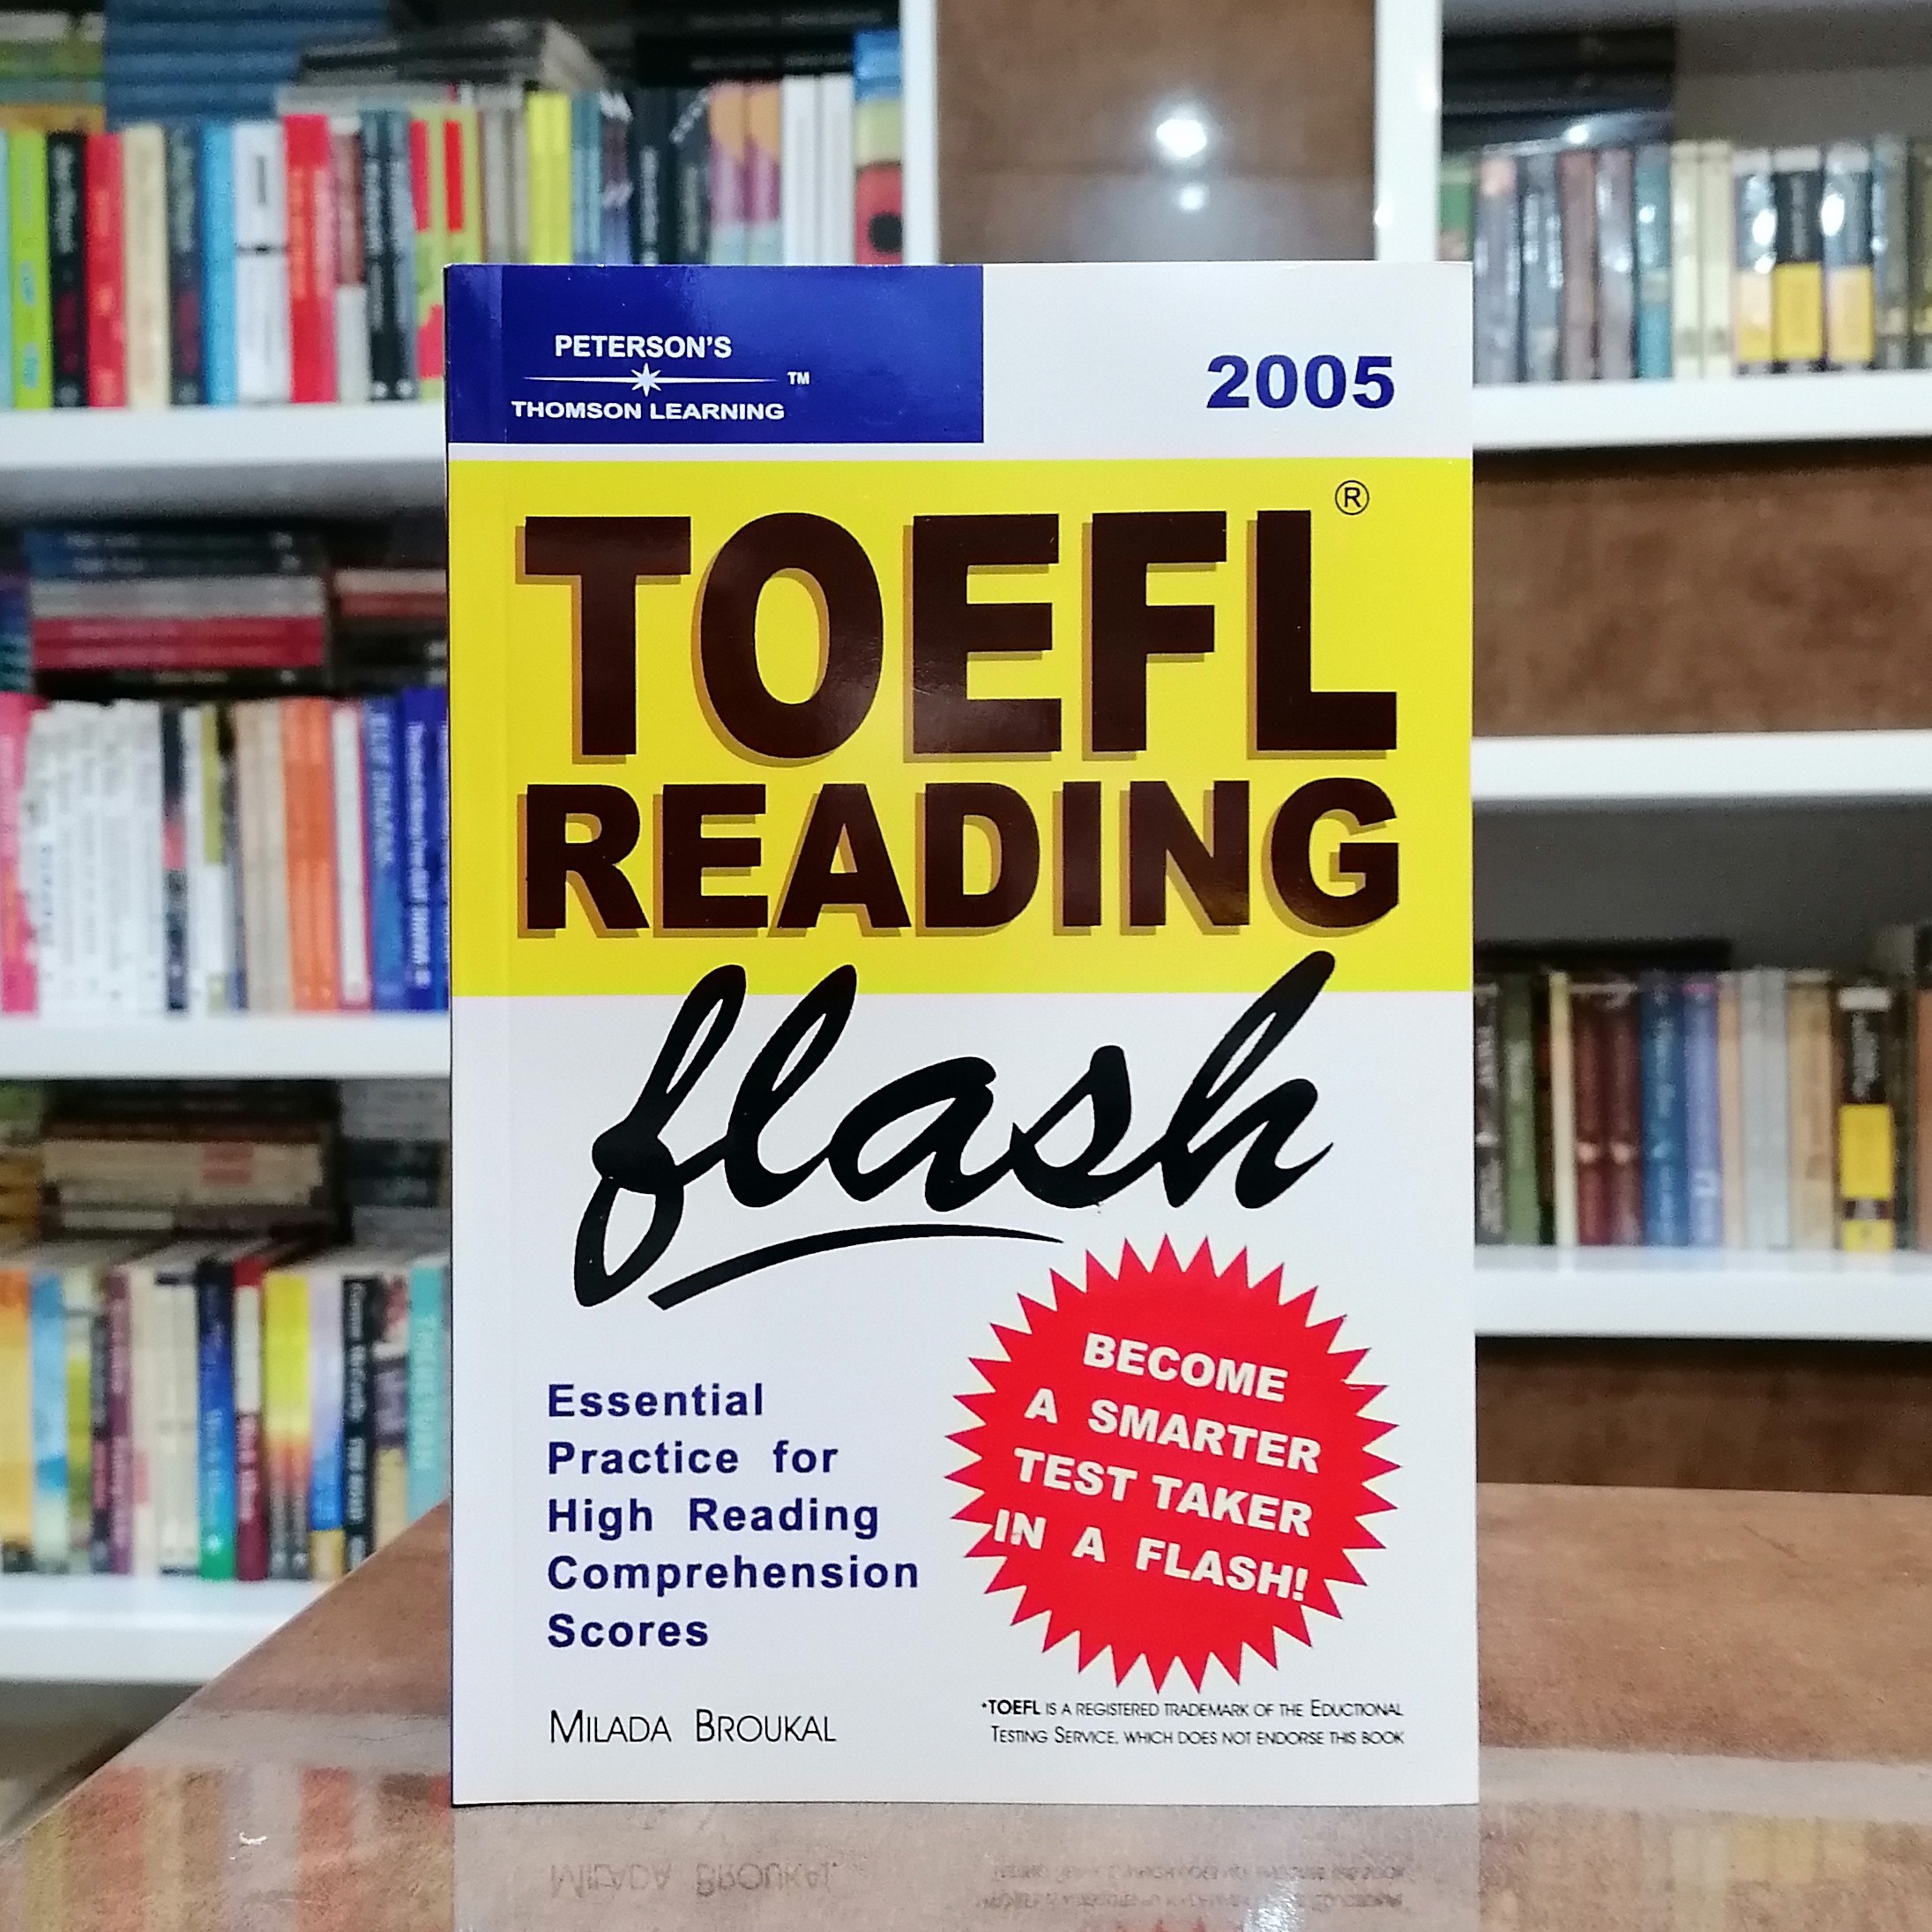 PETERSON'S
TM
THOMSON LEARNING
2005
TOEFL®
READING
flash
Essential
Practice for
High Reading
Comprehension
Scores
BECOME
A SMARTER
TEST TAKER
IN A FLASH!
MILADA BROUKAL
*TOEFL IS A REGISTERED TRADEMARK OF THE EDUCTIONAL
TESTING SERVICE, WHICH DOES NOT ENDORSE THIS BOOK